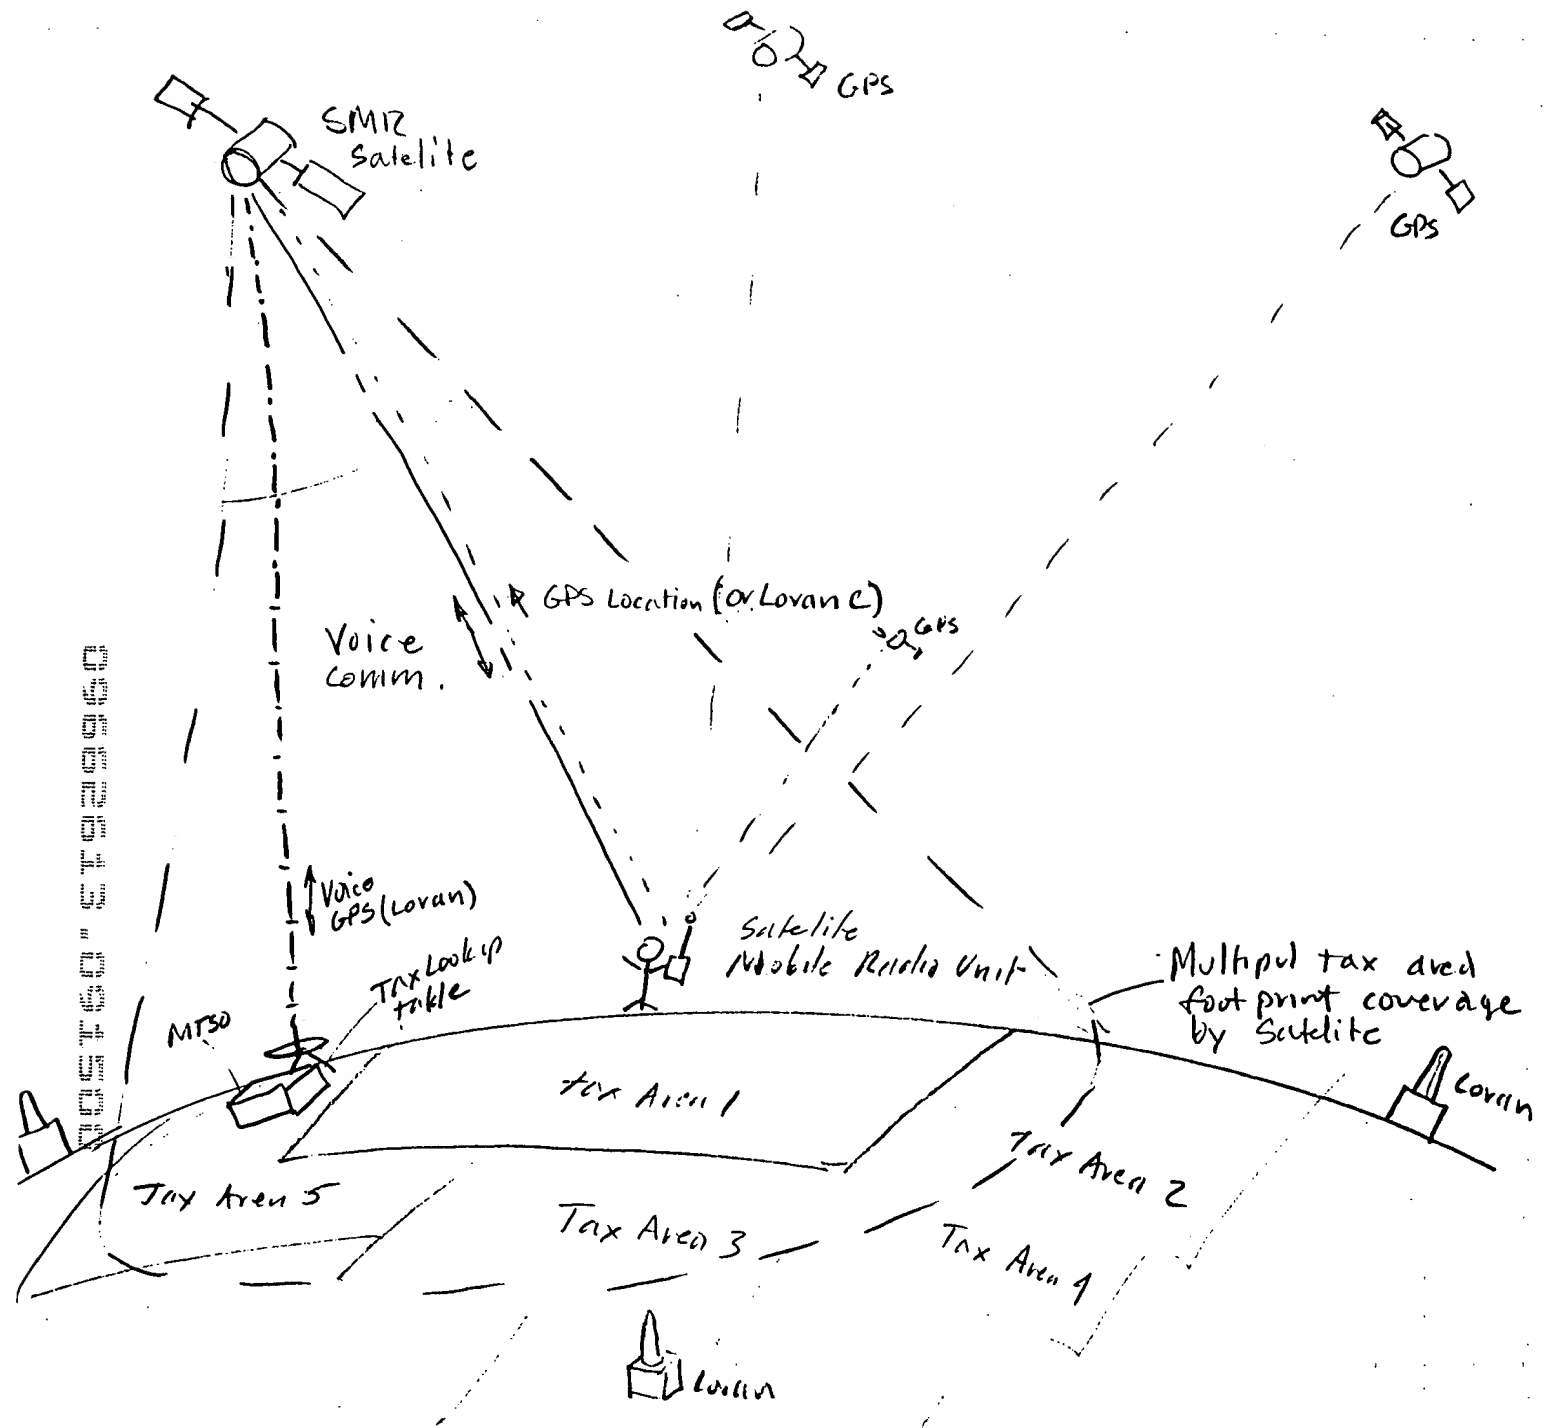 GPS
SMR
Satelite
GPS
GPS Location (or Loran C)
GPS
Voice
Comm.
Voice
GPS (Loran)
Tax Lookup
table
MTSO
Satelite
Mobile Radio Unit
Multipul tax area
foot print coverage
by Satelite
Loran
tax Area 1
Tax Area 2
Tax Area 5
Tax Area 3
Tax Area 4
Loran